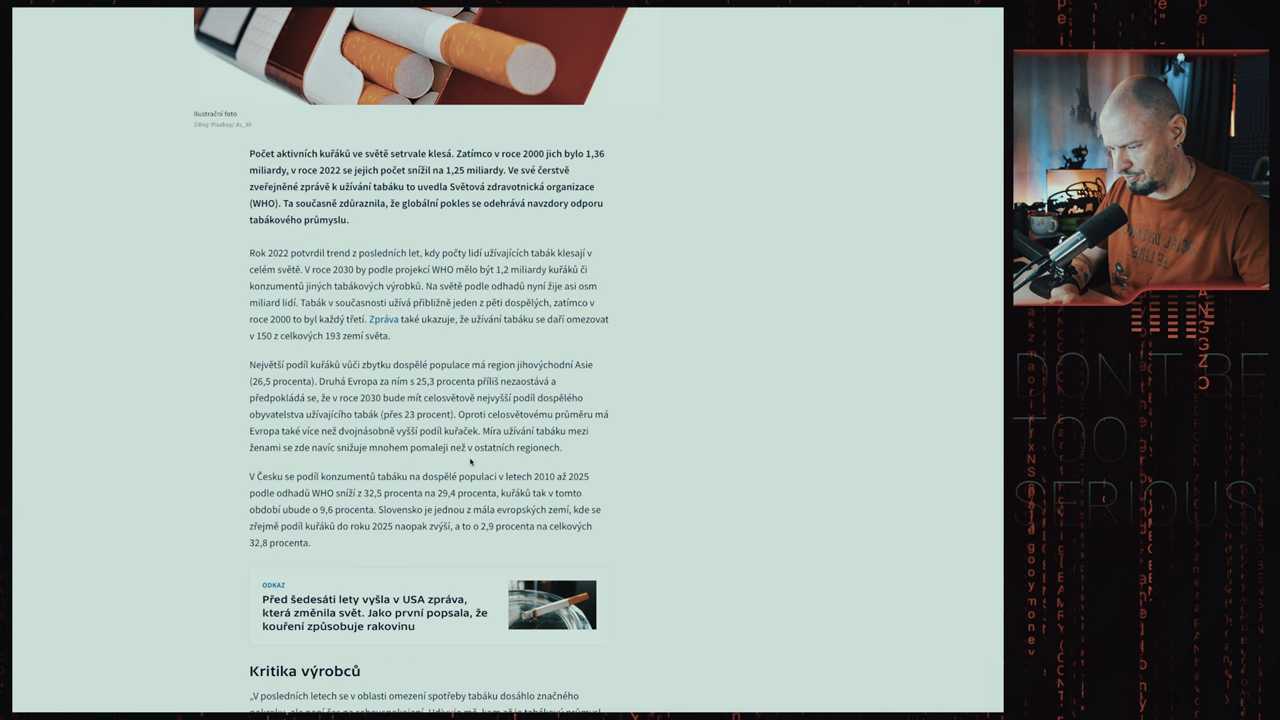 Ilustrační foto
Zdroj: Pixabay/ ds_30
Počet aktivních kuřáků ve světě setrvale klesá. Zatímco v roce 2000 jich bylo 1,36
miliardy, v roce 2022 se jejich počet snížil na 1,25 miliardy. Ve své čerstvě
zveřejněné zprávě k užívání tabáku to uvedla Světová zdravotnická organizace
(WHO). Ta současně zdůraznila, že globální pokles se odehrává navzdory odporu
tabákového průmyslu.
Rok 2022 potvrdil trend z posledních let, kdy počty lidí užívajících tabák klesají v
celém světě. V roce 2030 by podle projekcí WHO mělo být 1,2 miliardy kuřáků či
konzumentů jiných tabákových výrobků. Na světě podle odhadů nyní žije asi osm
miliard lidí. Tabák v současnosti užívá přibližně jeden z pěti dospělých, zatímco v
roce 2000 to byl každý třetí. Zpráva také ukazuje, že užívání tabáku se daří omezovat
v 150 z celkových 193 zemí světa.
Největší podíl kuřáků vůči zbytku dospělé populace má region jihovýchodní Asie
(26,5 procenta). Druhá Evropa za ním s 25,3 procenta příliš nezaostává a
předpokládá se, že v roce 2030 bude mít celosvětově nejvyšší podíl dospělého
obyvatelstva užívajícího tabák (přes 23 procent). Oproti celosvětovému průměru má
Evropa také více než dvojnásobně vyšší podíl kuřaček. Míra užívání tabáku mezi
ženami se zde navíc snižuje mnohem pomaleji než v ostatních regionech.
V Česku se podíl konzumentů tabáku na dospělé populaci v letech 2010 až 2025
podle odhadů WHO sníží z 32,5 procenta na 29,4 procenta, kuřáků tak v tomto
období ubude o 9,6 procenta. Slovensko je jednou z mála evropských zemí, kde se
zřejmě podíl kuřáků do roku 2025 naopak zvýší, a to o 2,9 procenta na celkových
32,8 procenta.
ODKAZ
Před šedesáti lety vyšla v USA zpráva,
která změnila svět. Jako první popsala, že
kouření způsobuje rakovinu
Kritika výrobců
„V posledních letech se v oblasti omezení spotřeby tabáku dosáhlo značného
DON'T BE
TOO
SERIOUS